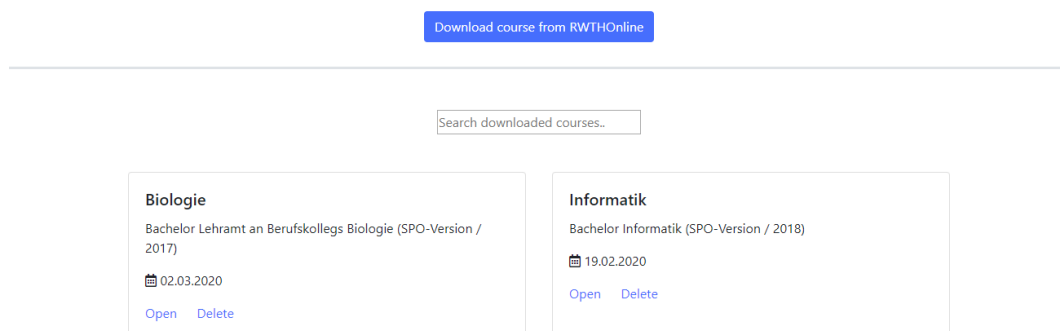 Download course from RWTHOnline
Search downloaded courses..
Biologie
Bachelor Lehramt an Berufskollegs Biologie (SPO-Version /
2017)
02.03.2020
Open Delete
Informatik
Bachelor Informatik (SPO-Version / 2018)
19.02.2020
Open Delete